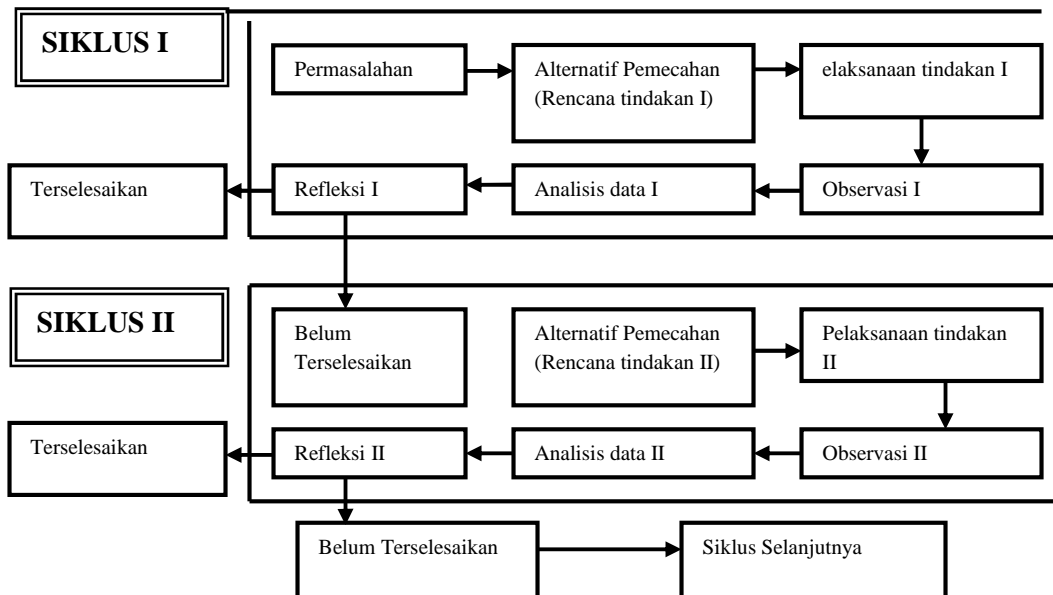 SIKLUS I
Permasalahan
Alternatif Pemecahan
(Rencana tindakan I)
elaksanaan tindakan I
Terselesaikan
Refleksi I
Analisis data I
Observasi I
SIKLUS II
Belum
Terselesaikan
Alternatif Pemecahan
(Rencana tindakan II)
Pelaksanaan tindakan
II
Terselesaikan
Refleksi II
Analisis data II
Observasi II
Belum Terselesaikan
Siklus Selanjutnya